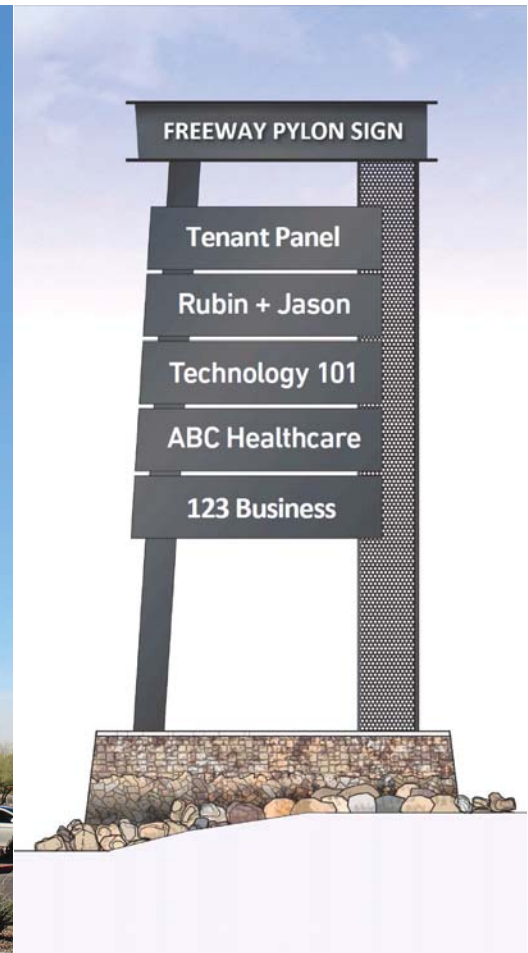 FREEWAY PYLON SIGN
Tenant Panel
Rubin + Jason
Technology 101
ABC Healthcare
123 Business